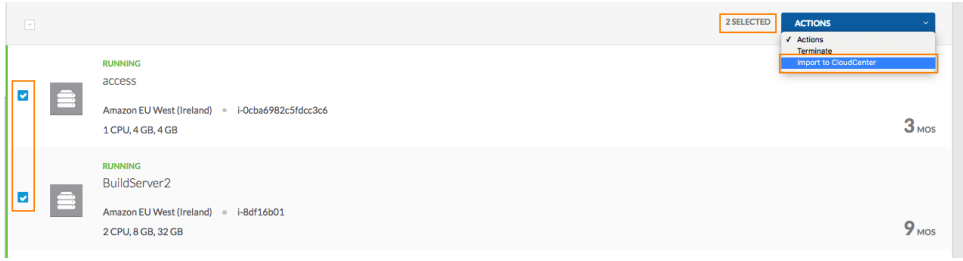 2 SELECTED
ACTIONS
✓ Actions
Terminate
Import to CloudCenter
RUNNING
access
Amazon EU West (Ireland) • i-0cba6982c5fdcc3c6
1 CPU, 4 GB, 4 GB
3 MOS
RUNNING
BuildServer2
Amazon EU West (Ireland) • i-8df16b01
2 CPU, 8 GB, 32 GB
9 MOS